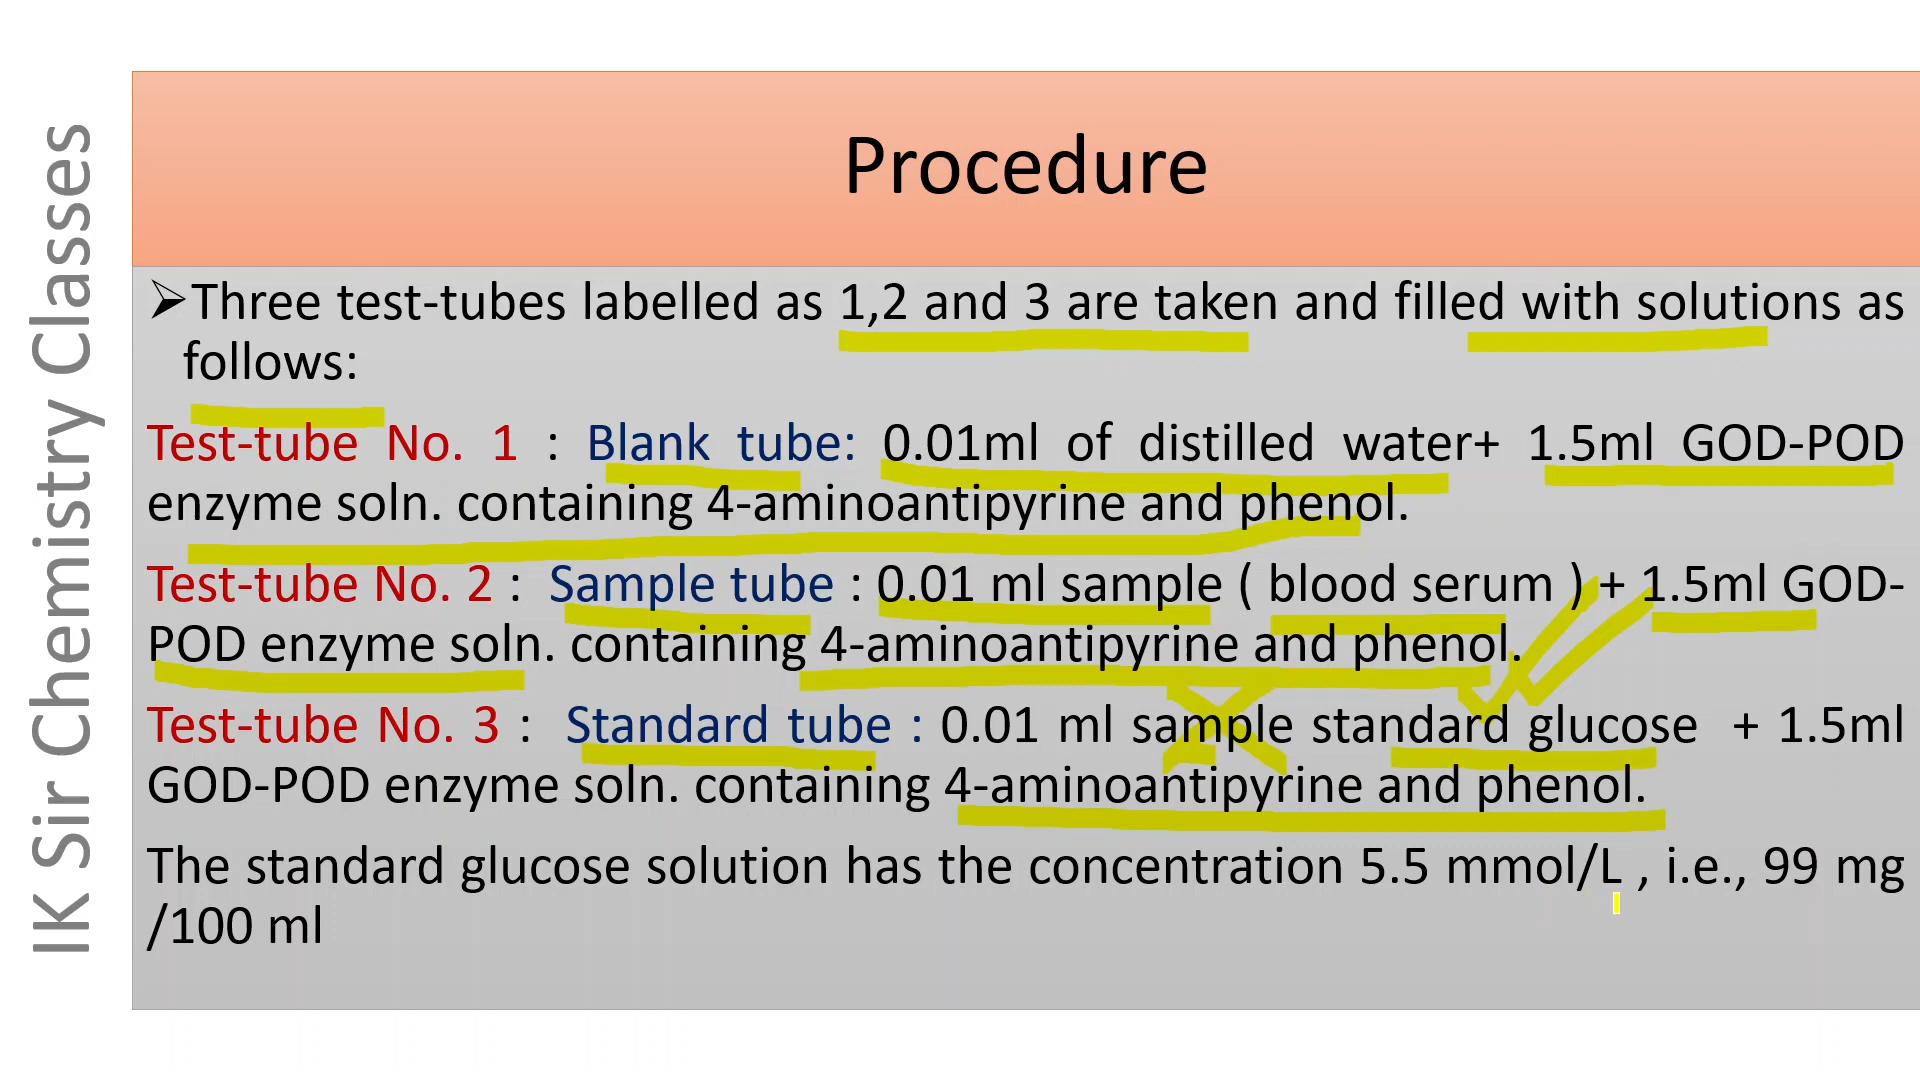 IK Sir Chemistry Classes
Procedure
➢Three test-tubes labelled as 1,2 and 3 are taken and filled with solutions as
follows:
Test-tube No. 1 : Blank tube: 0.01ml of distilled water+ 1.5ml GOD-POD
enzyme soln. containing 4-aminoantipyrine and phenol.
Test-tube No. 2 : Sample tube : 0.01 ml sample ( blood serum ) + 1.5ml GOD-
POD enzyme soln. containing 4-aminoantipyrine and phenol.
Test-tube No. 3 : Standard tube : 0.01 ml sample standard glucose + 1.5ml
GOD-POD enzyme soln. containing 4-aminoantipyrine and phenol.
The standard glucose solution has the concentration 5.5 mmol/L , i.e., 99 mg
/100 ml